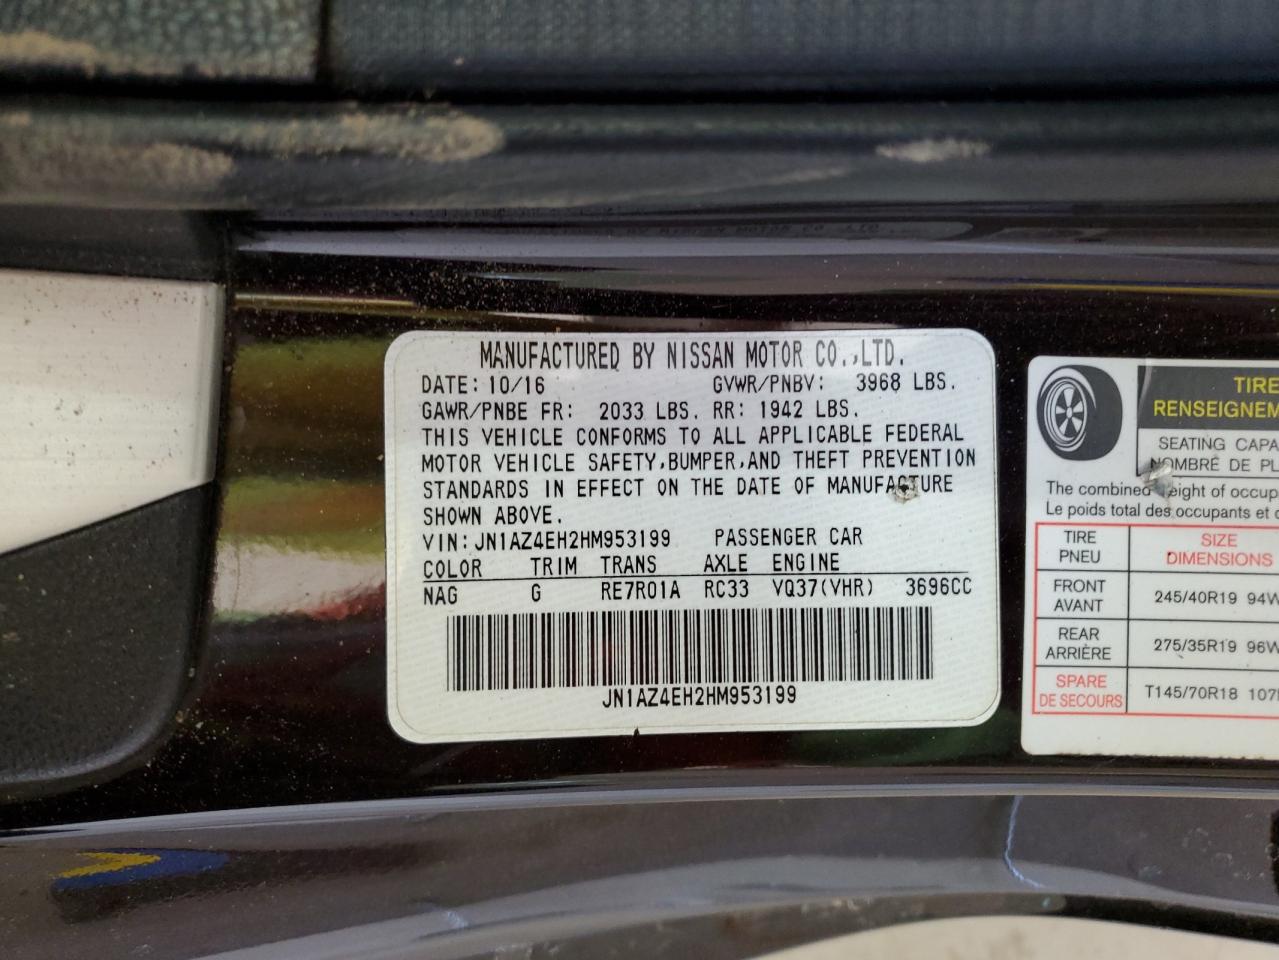 MANUFACTURED BY NISSAN MOTOR CO.,LTD.
DATE: 10/16 GVWR/PNBV: 3968 LBS.
GAWR/PNBE FR: 2033 LBS. RR: 1942 LBS.
THIS VEHICLE CONFORMS TO ALL APPLICABLE FEDERAL
MOTOR VEHICLE SAFETY,BUMPER,AND THEFT PREVENTION
STANDARDS IN EFFECT ON THE DATE OF MANUFACTURE
SHOWN ABOVE.
VIN: JN1AZ4EH2HM953199 PASSENGER CAR
COLOR TRIM TRANS AXLE ENGINE
NAG G RE7R01A RC33 VQ37(VHR) 3696CC
JN1AZ4EH2HM953199
TIRE
RENSEIGNEM
SEATING CAPA
NOMBRE DE PL
The combined weight of occup
Le poids total des occupants et
TIRE SIZE
PNEU DIMENSIONS
FRONT
AVANT 245/40R19 94W
REAR
ARRIÈRE 275/35R19 96W
SPARE
DE SECOURS T145/70R18 107